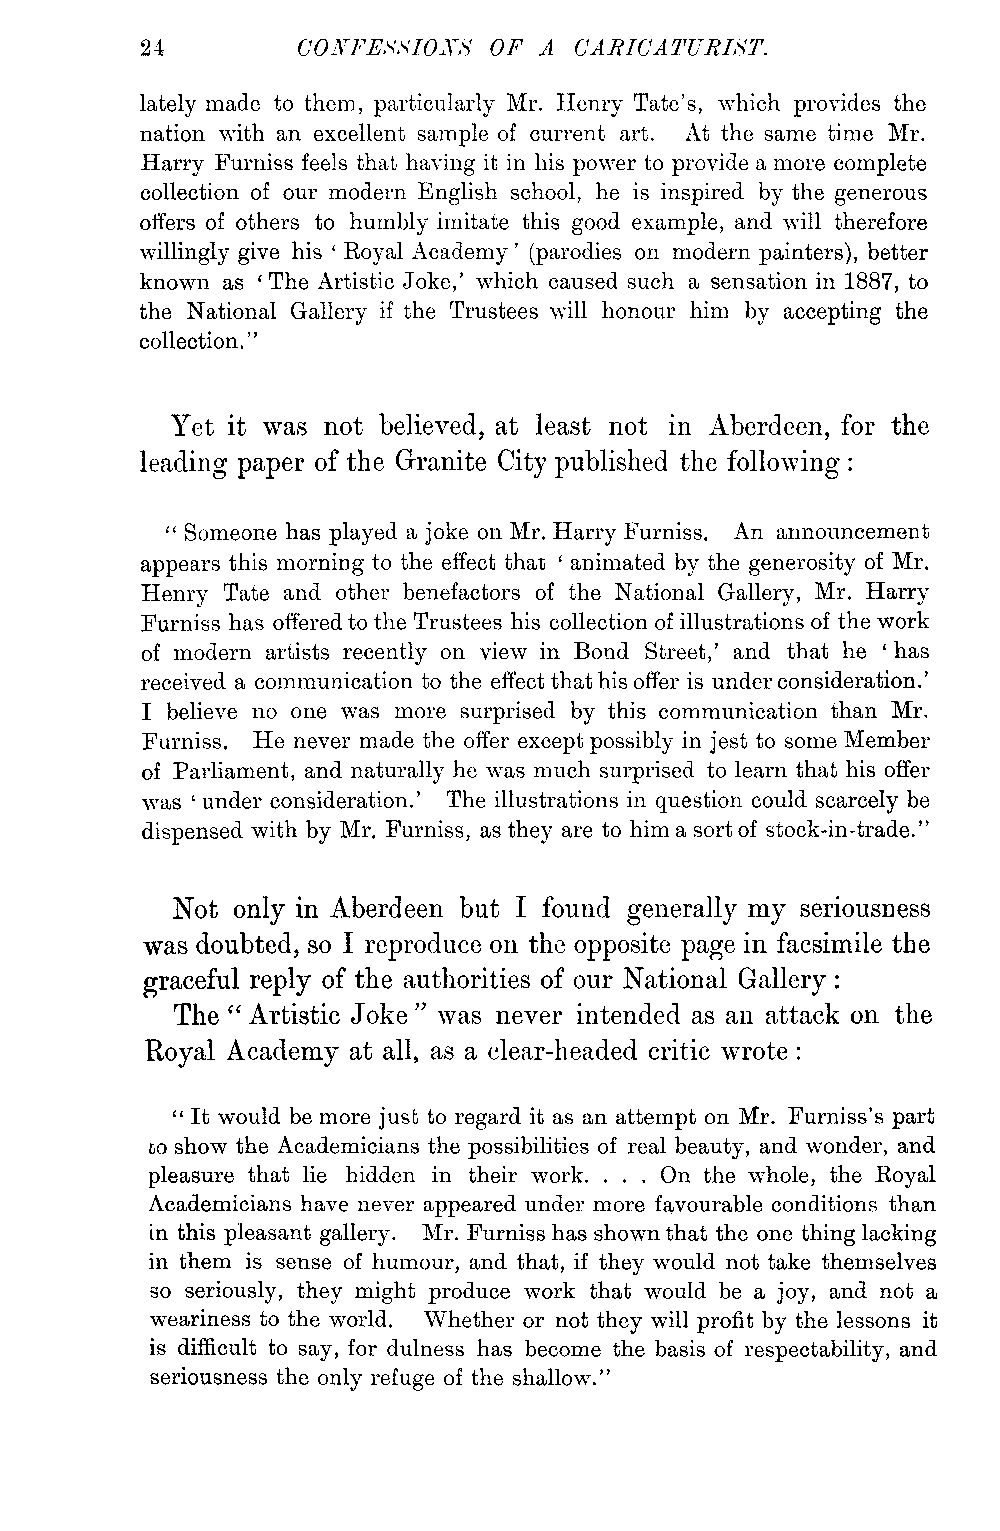 24 CONFESSIONS OF A CARICATURIST.
lately made to them, particularly Mr. Henry Tate's, which provides the
nation with an excellent sample of current art. At the same time Mr.
Harry Furniss feels that having it in his power to provide a more complete
collection of our modern English school, he is inspired by the generous
offers of others to humbly imitate this good example, and will therefore
willingly give his ‘ Royal Academy ’ (parodies on modern painters), better
known as ‘ The Artistic Joke,’ which caused such a sensation in 1887, to
the National Gallery if the Trustees will honour him by accepting the
collection.”
Yet it was not believed, at least not in Aberdeen, for the
leading paper of the Granite City published the following :
“ Someone has played a joke on Mr. Harry Furniss. An announcement
appears this morning to the effect that ‘ animated by the generosity of Mr.
Henry Tate and other benefactors of the National Gallery, Mr. Harry
Furniss has offered to the Trustees his collection of illustrations of the work
of modern artists recently on view in Bond Street,’ and that he ‘ has
received a communication to the effect that his offer is under consideration.’
I believe no one was more surprised by this communication than Mr.
Furniss. He never made the offer except possibly in jest to some Member
of Parliament, and naturally he was much surprised to learn that his offer
was ‘ under consideration.’ The illustrations in question could scarcely be
dispensed with by Mr. Furniss, as they are to him a sort of stock-in-trade.”
Not only in Aberdeen but I found generally my seriousness
was doubted, so I reproduce on the opposite page in facsimile the
graceful reply of the authorities of our National Gallery :
The “ Artistic Joke ” was never intended as an attack on the
Royal Academy at all, as a clear-headed critic wrote :
“ It would be more just to regard it as an attempt on Mr. Furniss's part
to show the Academicians the possibilities of real beauty, and wonder, and
pleasure that lie hidden in their work. . . . On the whole, the Royal
Academicians have never appeared under more favourable conditions than
in this pleasant gallery. Mr. Furniss has shown that the one thing lacking
in them is sense of humour, and that, if they would not take themselves
so seriously, they might produce work that would be a joy, and not a
weariness to the world. Whether or not they will profit by the lessons it
is difficult to say, for dulness has become the basis of respectability, and
seriousness the only refuge of the shallow.”